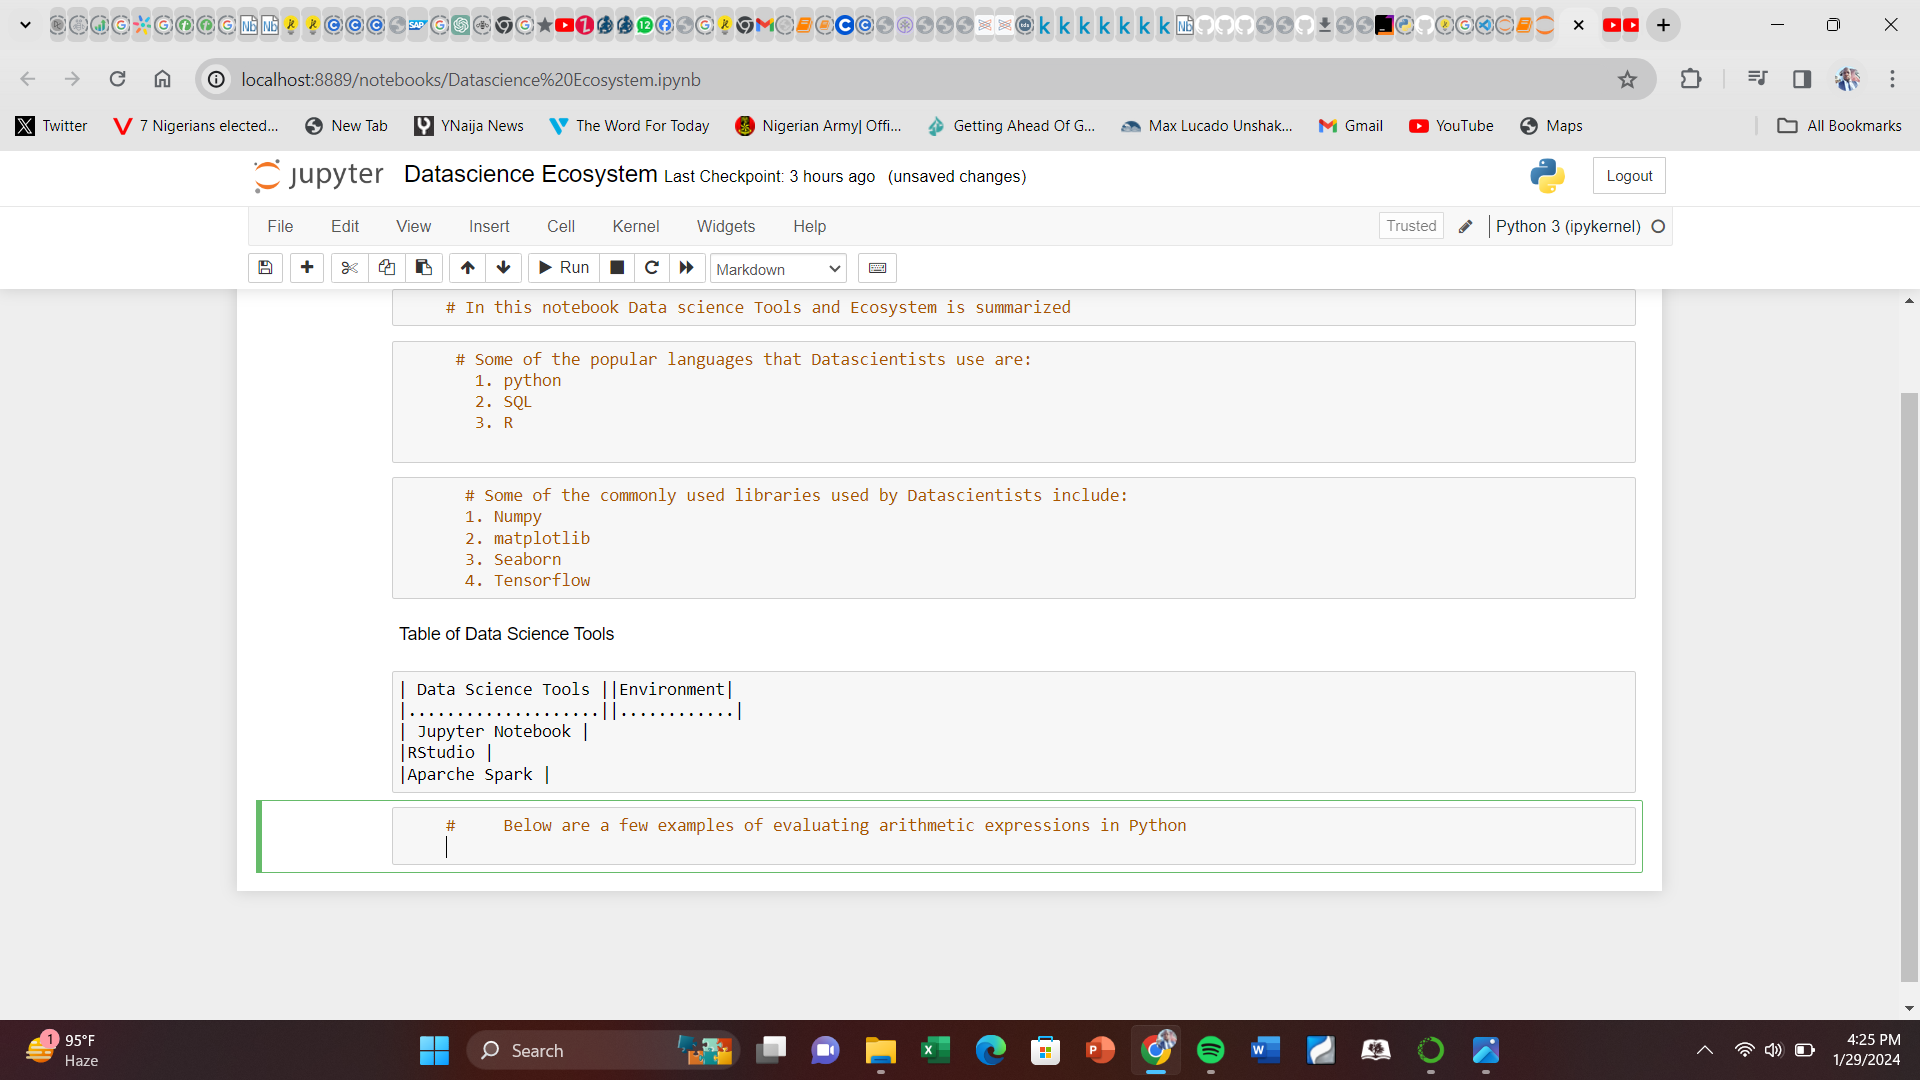 localhost:8889/notebooks/Datascience%20Ecosystem.ipynb
Twitter 7 Nigerians elected... New Tab YNaija News The Word For Today Nigerian Army| Offi... Getting Ahead Of G... Max Lucado Unshak... Gmail YouTube Maps All Bookmarks
jupyter Datascience Ecosystem Last Checkpoint: 3 hours ago (unsaved changes) Logout
File Edit View Insert Cell Kernel Widgets Help Trusted Python 3 (ipykernel)
Run Markdown
# In this notebook Data science Tools and Ecosystem is summarized
# Some of the popular languages that Datascientists use are:
1. python
2. SQL
3. R
# Some of the commonly used libraries used by Datascientists include:
1. Numpy
2. matplotlib
3. Seaborn
4. Tensorflow
Table of Data Science Tools
| Data Science Tools ||Environment|
|....................||............|
| Jupyter Notebook |
|RStudio |
|Aparche Spark |
# Below are a few examples of evaluating arithmetic expressions in Python
1 95°F
Haze
Search
4:25 PM
1/29/2024